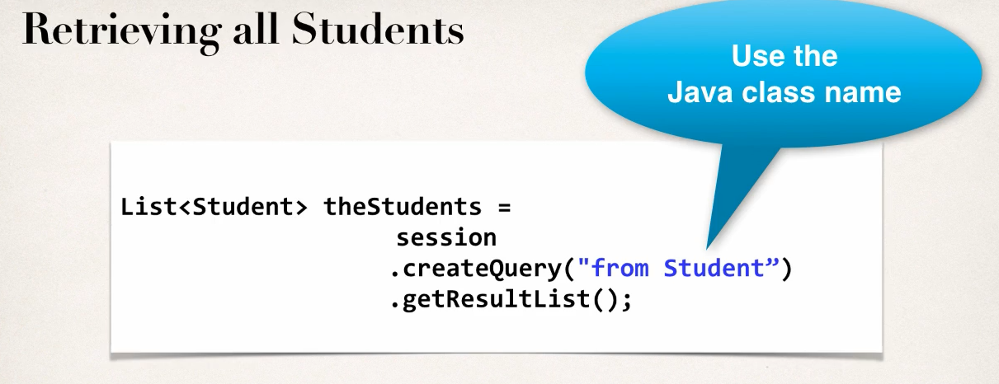 Retrieving all Students
Use the
Java class name
List<Student> theStudents =
session
.createQuery("from Student”)
.getResultList();